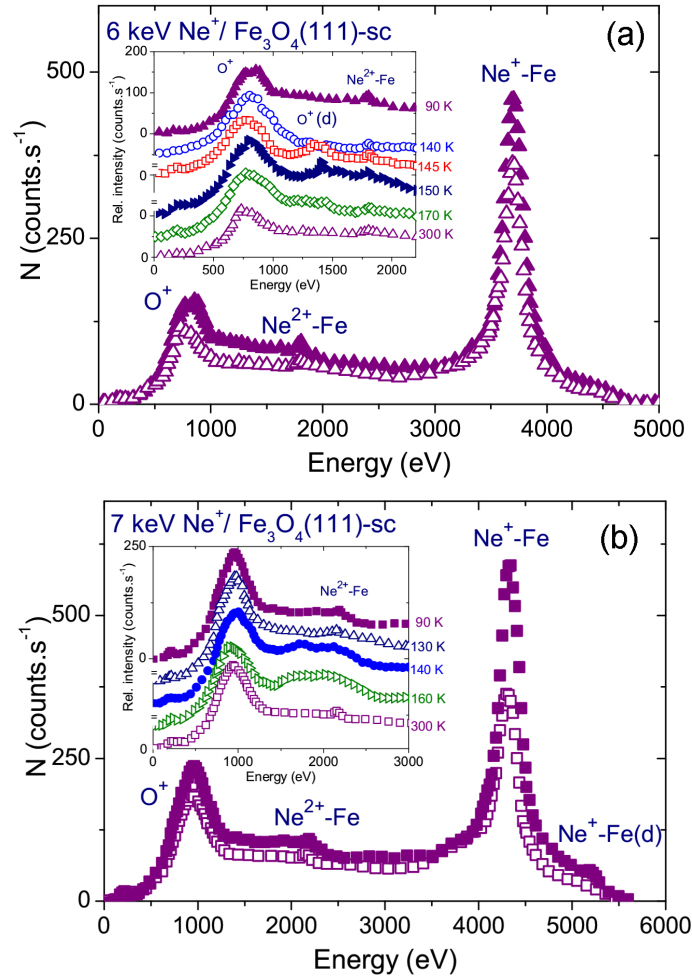 6 keV Ne⁺/ Fe₃O₄(111)-sc
(a)
N (counts.s⁻¹)
500
250
0
0
1000
2000
3000
4000
5000
Energy (eV)
O⁺
Ne²⁺-Fe
Ne⁺-Fe
Rel. intensity (counts.s⁻¹)
200
100
0
0
0
O⁺
Ne²⁺-Fe
O⁺(d)
90 K
140 K
145 K
150 K
170 K
300 K
0
500
1000
1500
2000
Energy (eV)
7 keV Ne⁺/ Fe₃O₄(111)-sc
(b)
N (counts.s⁻¹)
500
250
0
0
1000
2000
3000
4000
5000
6000
Energy (eV)
O⁺
Ne²⁺-Fe
Ne⁺-Fe
Ne⁺-Fe(d)
Rel. intensity (counts.s⁻¹)
250
0
Ne²⁺-Fe
90 K
130 K
140 K
160 K
300 K
0
1000
2000
3000
Energy (eV)